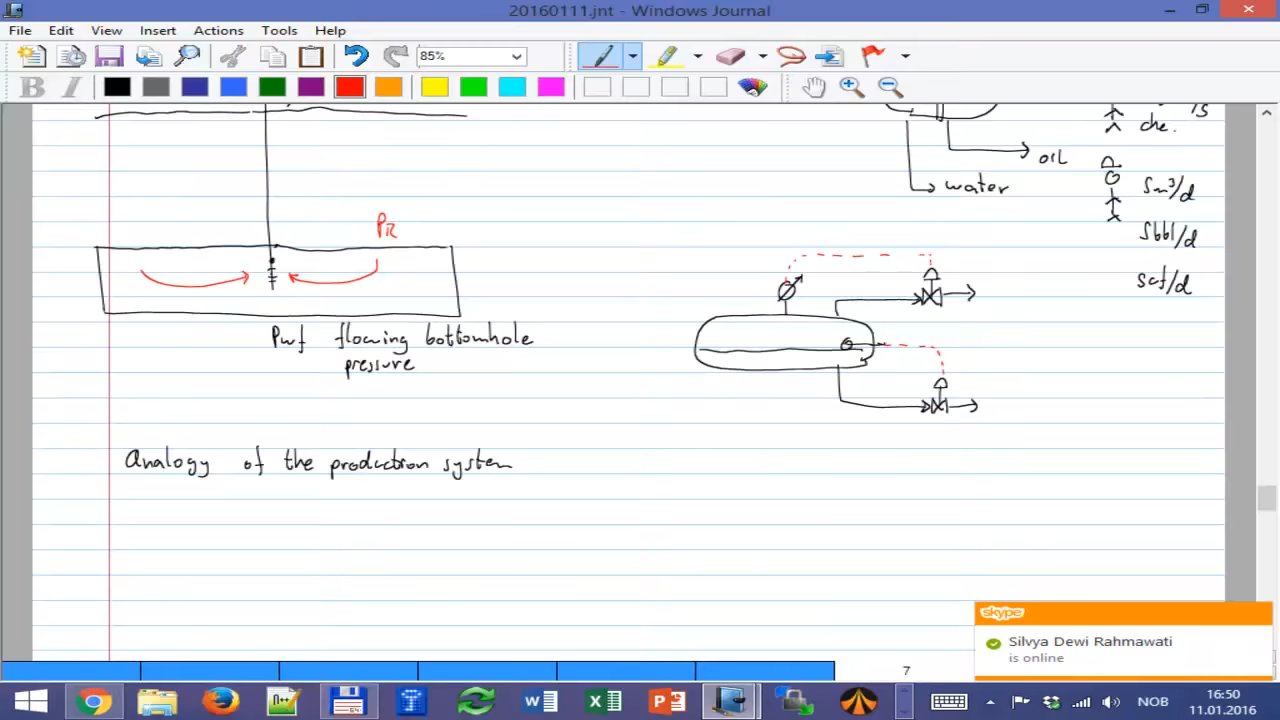 20160111.jnt - Windows Journal
File Edit View Insert Actions Tools Help
85%
B I
che.
OIL
water
Sm³/d
Sbbl/d
scf/d
PR
Pwf flowing bottomhole
pressure
Analogy of the production system
skype
Silvya Dewi Rahmawati
is online
7
NOB
16:50
11.01.2016